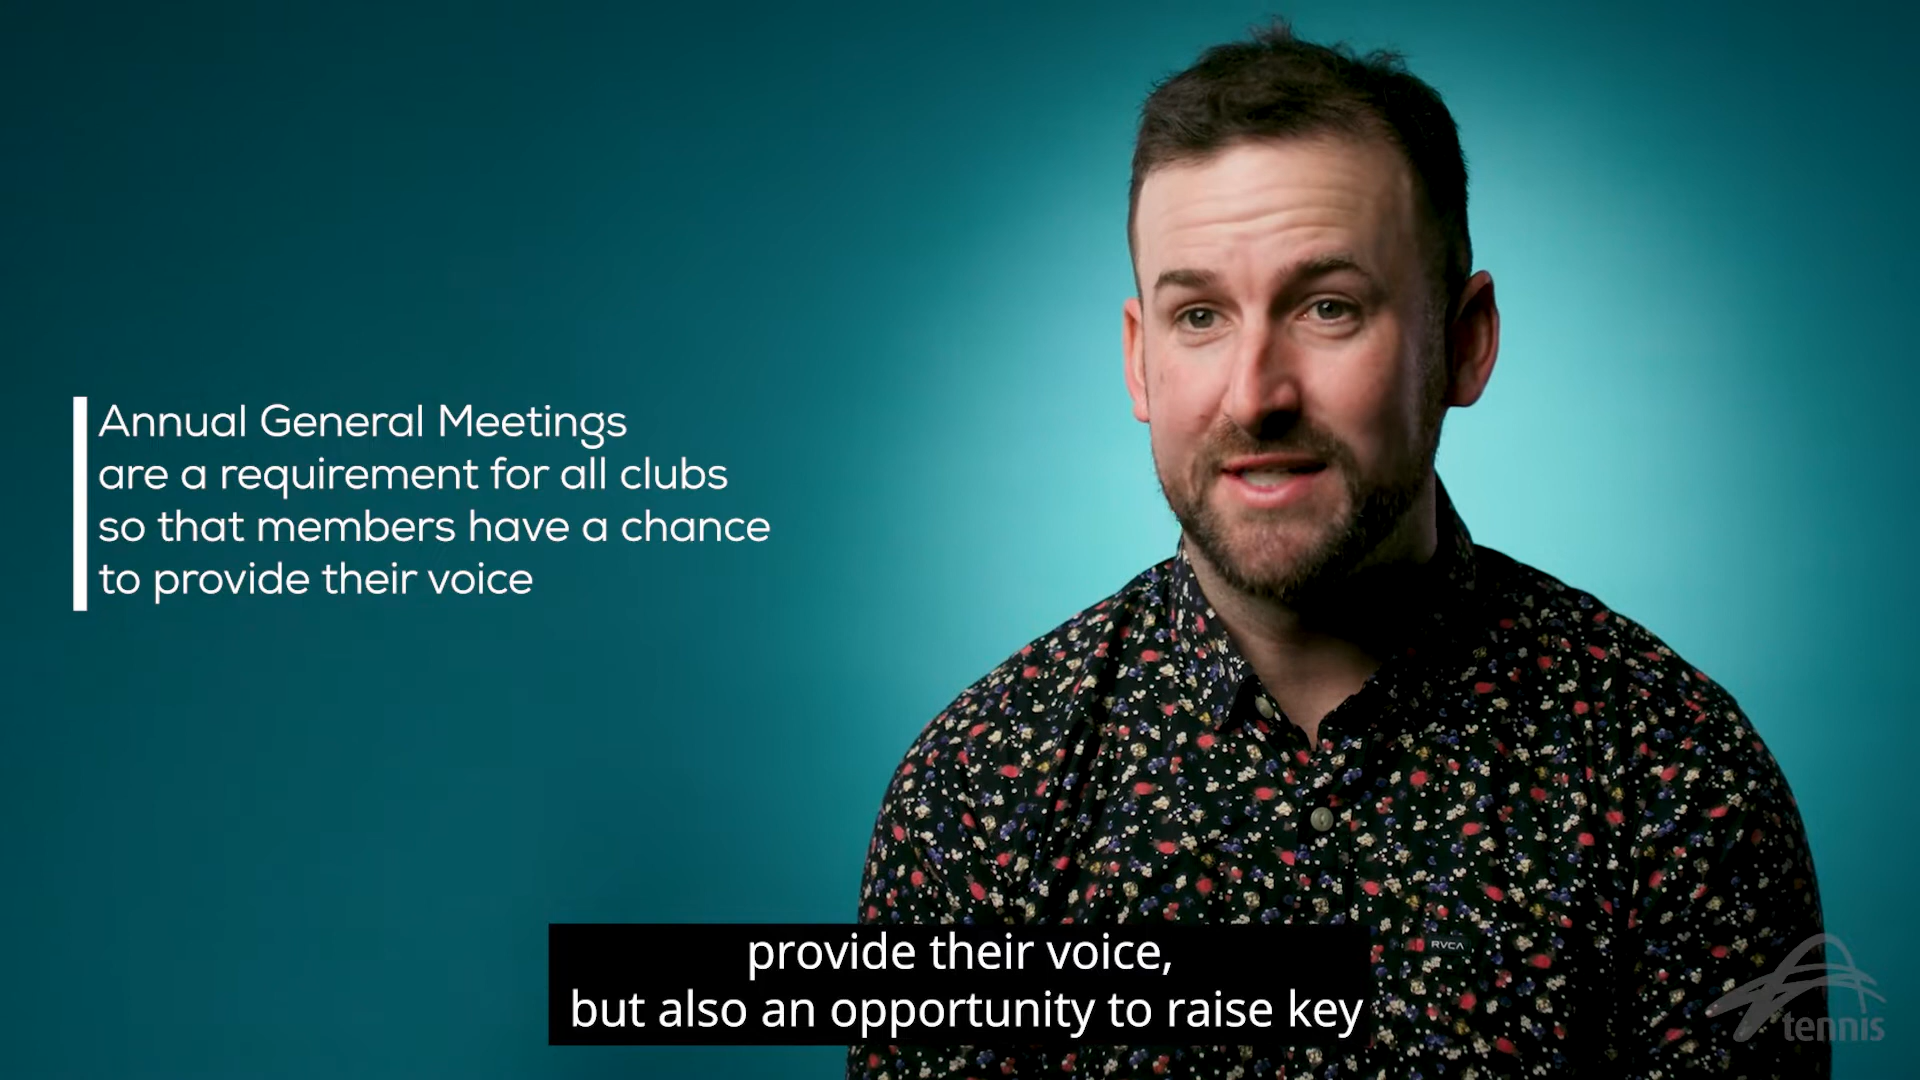 Annual General Meetings
are a requirement for all clubs
so that members have a chance
to provide their voice
RVCA
provide their voice,
but also an opportunity to raise key
tennis